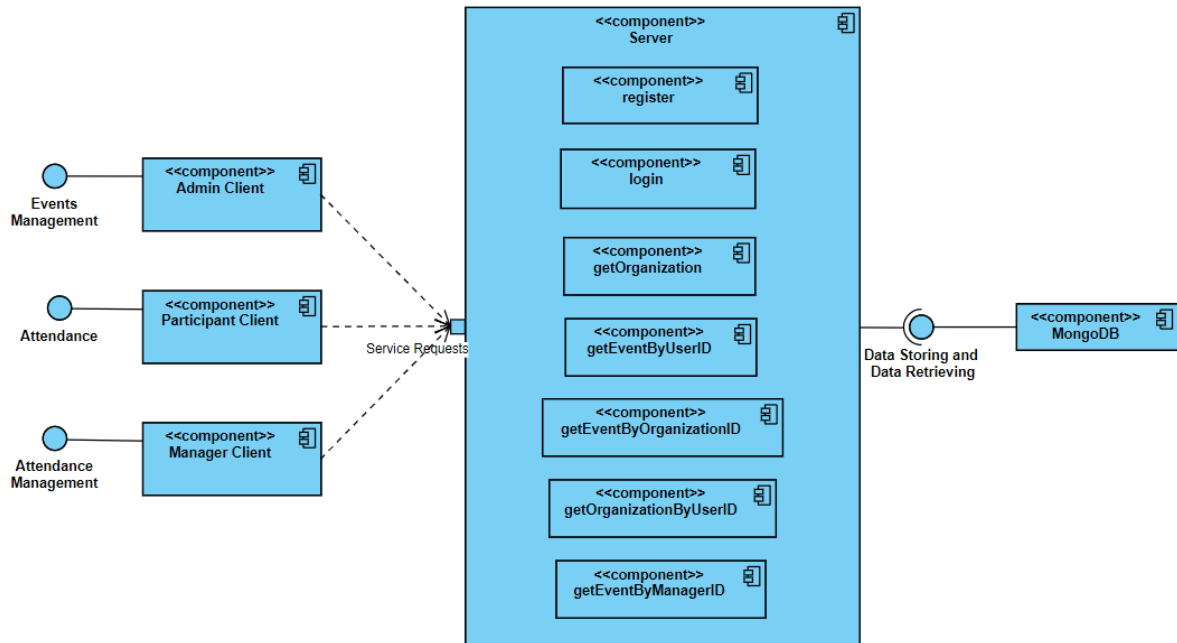 <<component>>
Server
<<component>>
register
<<component>>
login
<<component>>
getOrganization
<<component>>
getEventByUserID
<<component>>
getEventByOrganizationID
<<component>>
getOrganizationByUserID
<<component>>
getEventByManagerID
<<component>>
Admin Client
Events
Management
<<component>>
Participant Client
Attendance
<<component>>
Manager Client
Attendance
Management
Service Requests
Data Storing and
Data Retrieving
<<component>>
MongoDB